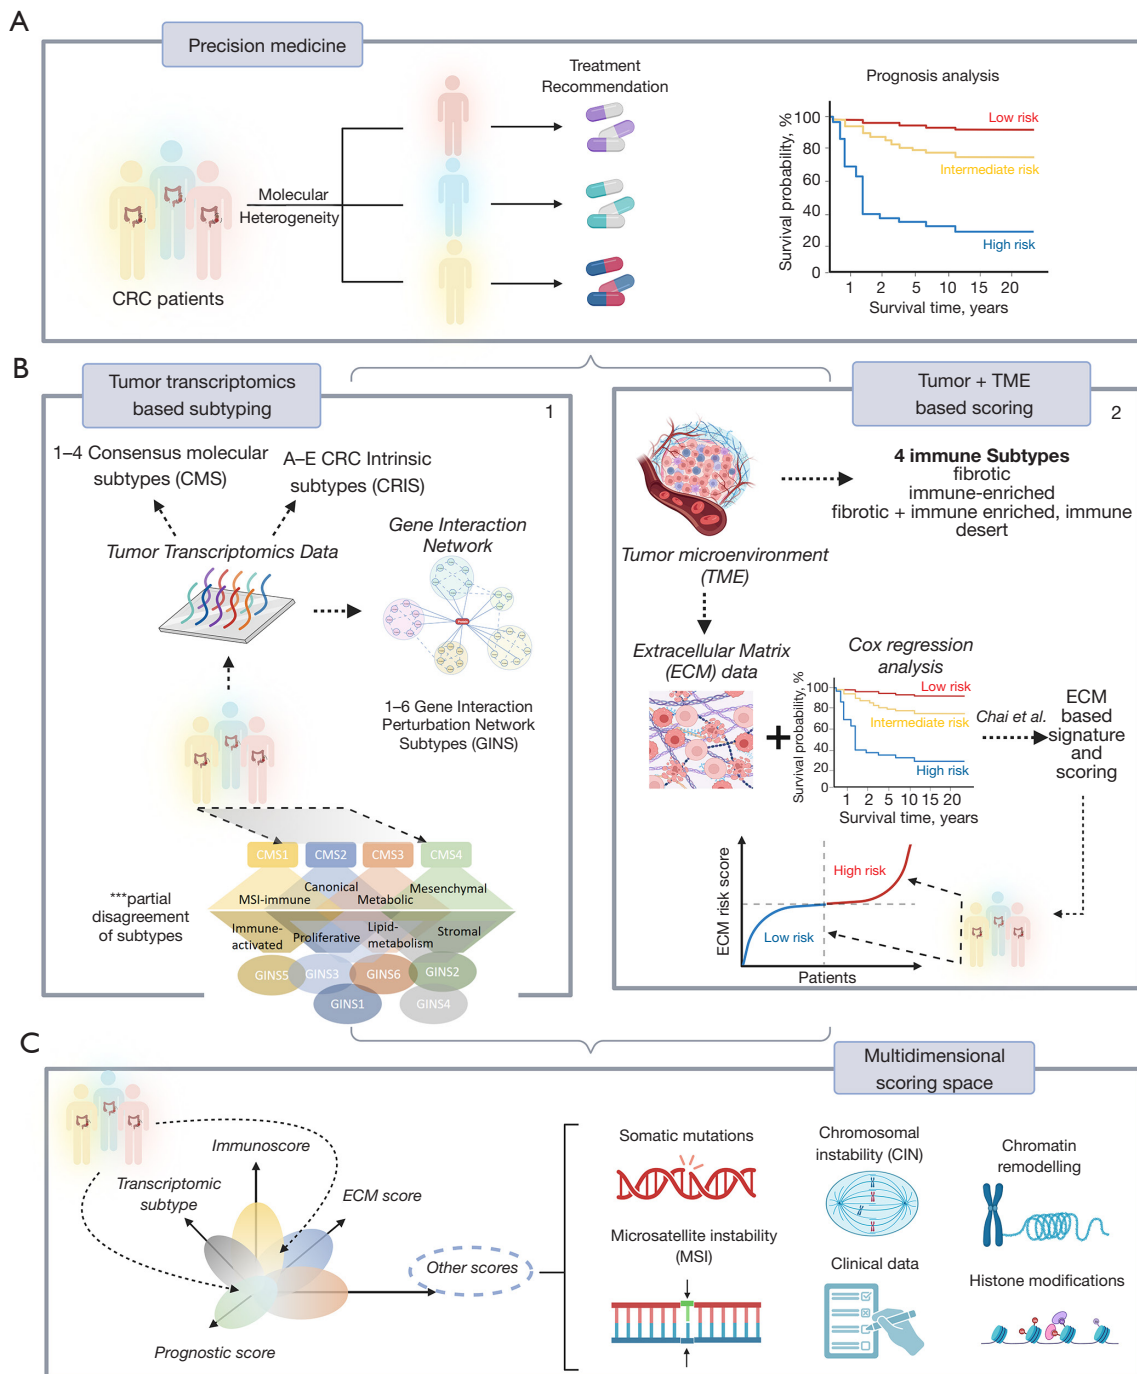 A
Precision medicine
CRC patients
Molecular
Heterogeneity
Treatment
Recommendation
Prognosis analysis
Survival probability, %
100
80
60
40
20
0
Low risk
Intermediate risk
High risk
1 2 5 10 15 20
Survival time, years
B
Tumor transcriptomics
based subtyping
1
1–4 Consensus molecular
subtypes (CMS)
A–E CRC Intrinsic
subtypes (CRIS)
Tumor Transcriptomics Data
Gene Interaction
Network
1–6 Gene Interaction
Perturbation Network
Subtypes (GINS)
***partial
disagreement
of subtypes
CMS1 CMS2 CMS3 CMS4
MSI-immune
Canonical
Metabolic
Mesenchymal
Immune-
activated
Proliferative
Lipid-
metabolism
Stromal
GINS5 GINS3 GINS6 GINS2
GINS1 GINS4
Tumor + TME
based scoring
2
4 immune Subtypes
fibrotic
immune-enriched
fibrotic + immune enriched, immune
desert
Tumor microenvironment
(TME)
Extracellular Matrix
(ECM) data
Cox regression
analysis
Survival probability, %
100
80
60
40
20
0
Low risk
Intermediate risk
High risk
1 2 5 10 15 20
Survival time, years
Chai et al.
ECM
based
signature
and
scoring
ECM risk score
High risk
Low risk
Patients
C
Multidimensional
scoring space
Immunoscore
Transcriptomic
subtype
ECM score
Other scores
Prognostic score
Somatic mutations
Chromosomal
instability (CIN)
Chromatin
remodelling
Microsatellite instability
(MSI)
Clinical data
Histone modifications